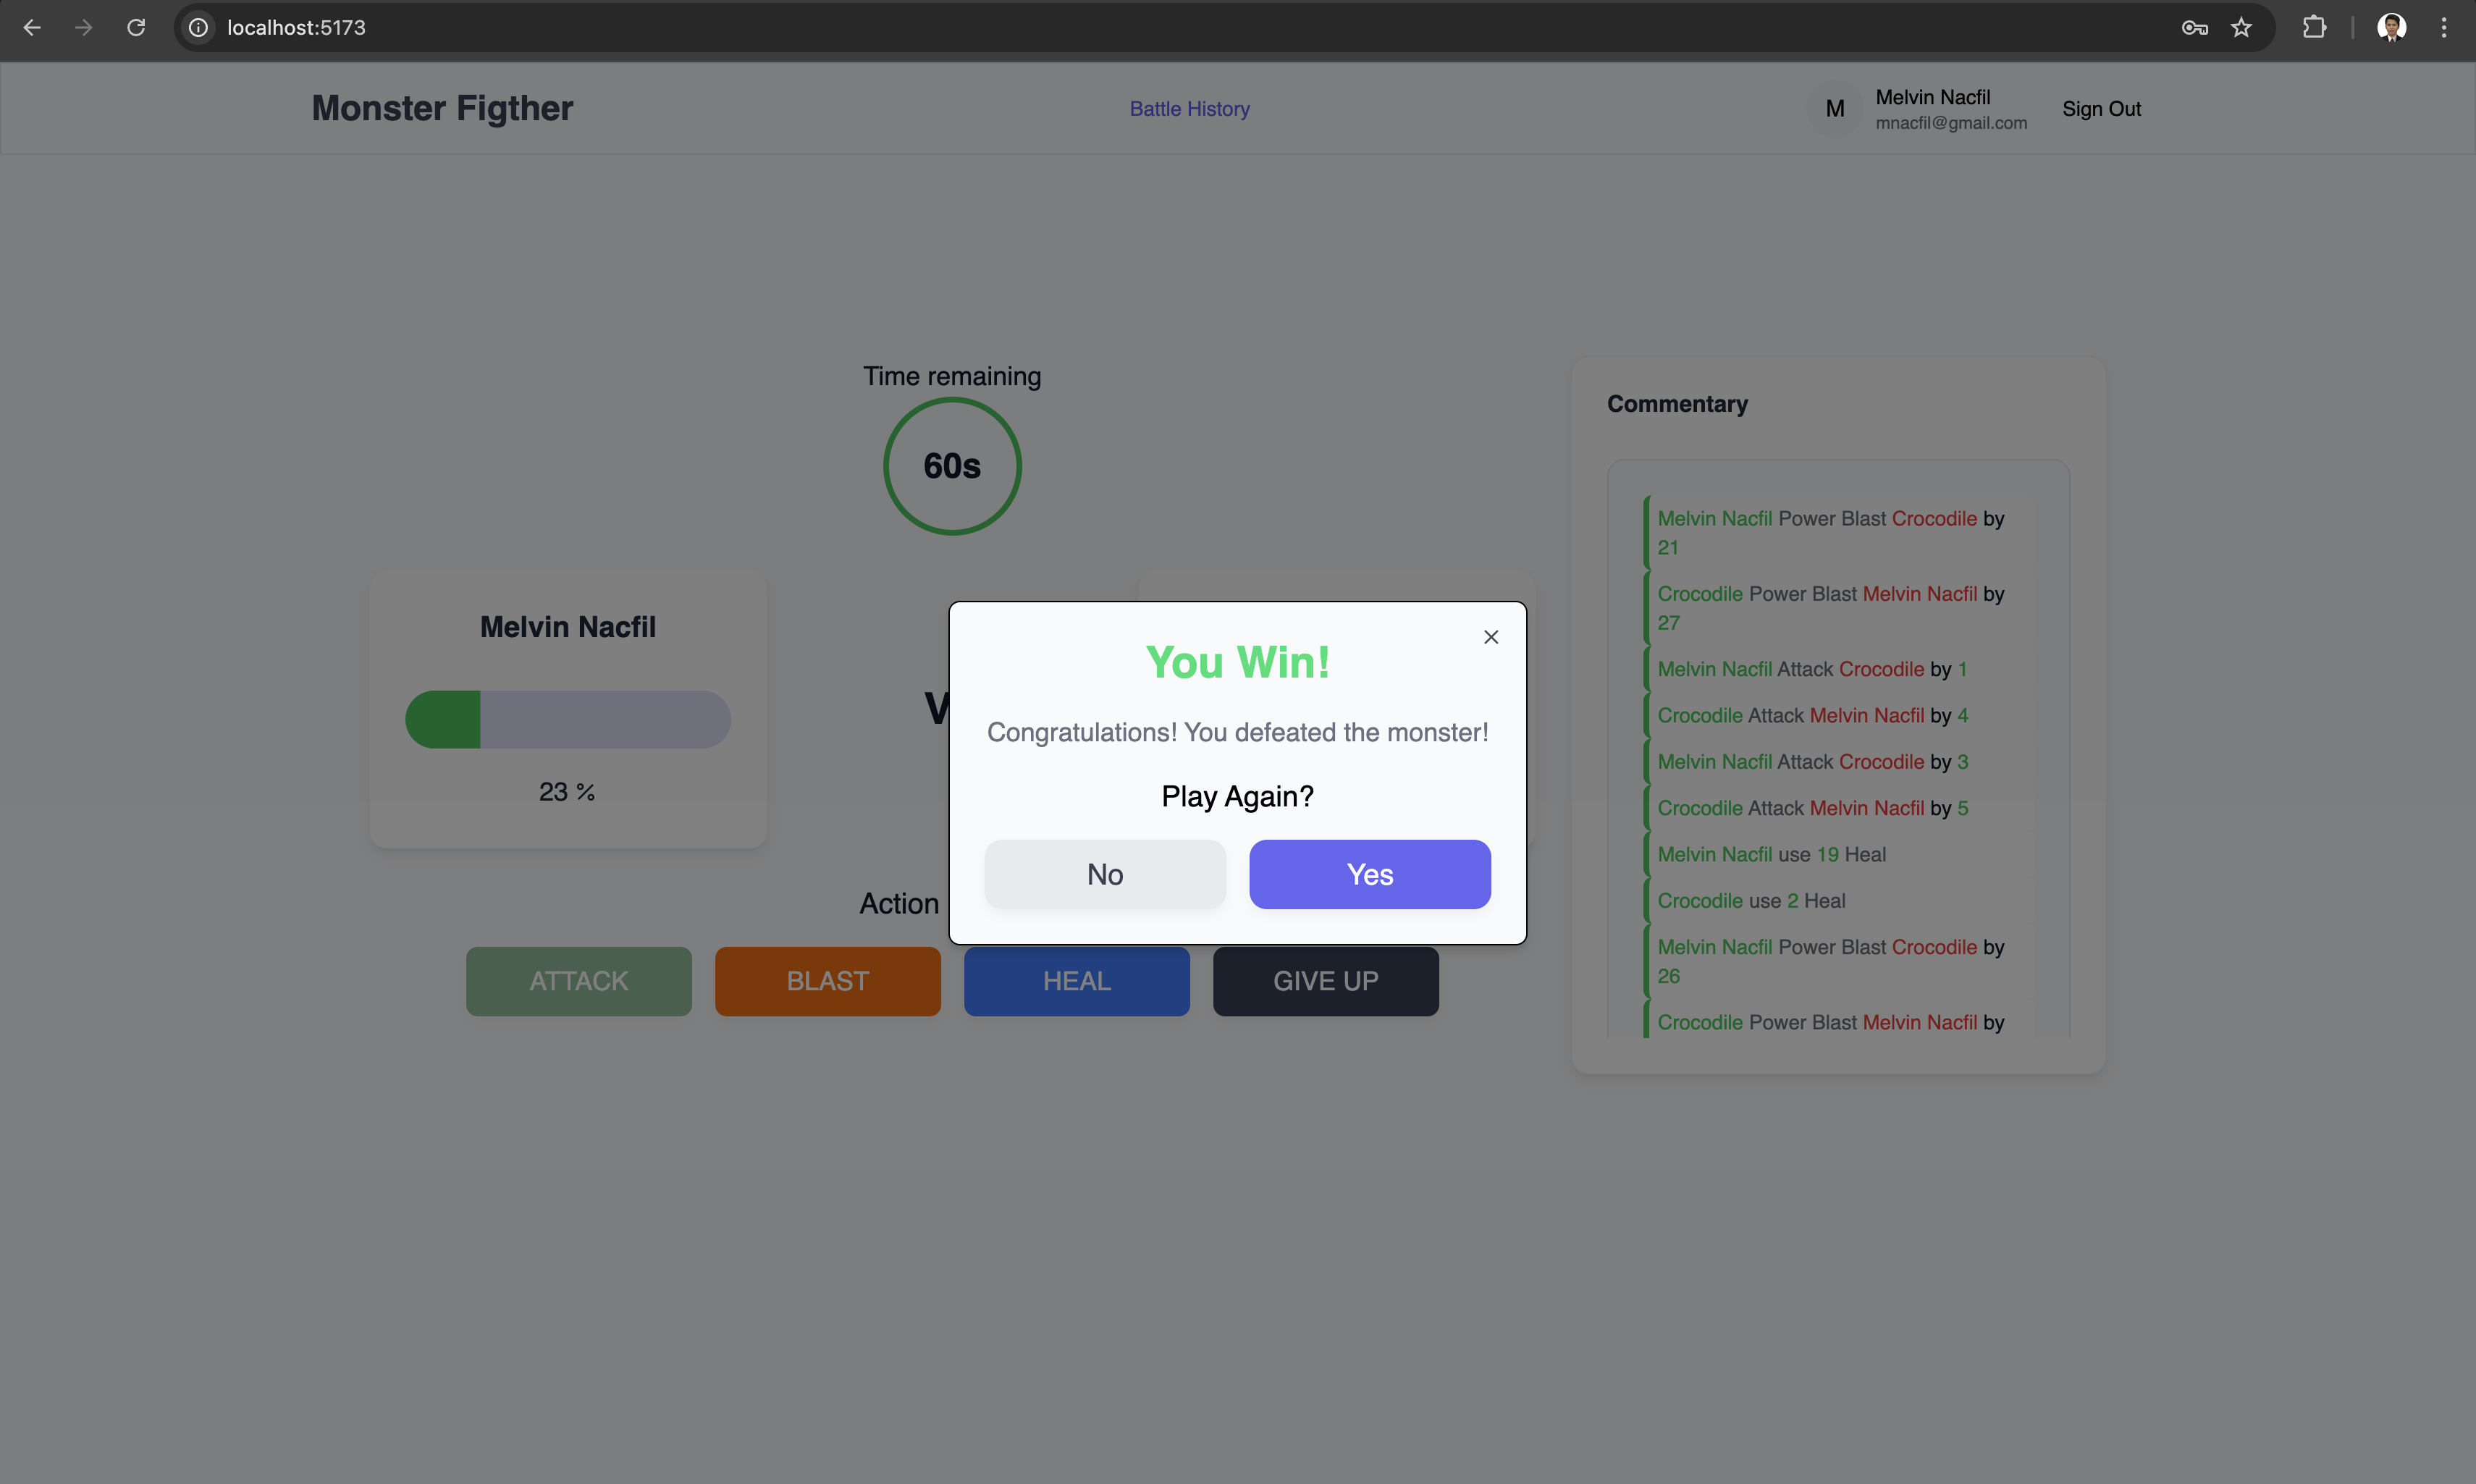 localhost:5173
Monster Figther
Battle History
M
Melvin Nacfil
mnacfil@gmail.com
Sign Out
Time remaining
60s
Melvin Nacfil
23 %
Action
ATTACK
BLAST
HEAL
GIVE UP
You Win!
Congratulations! You defeated the monster!
Play Again?
No
Yes
Commentary
Melvin Nacfil Power Blast Crocodile by
21
Crocodile Power Blast Melvin Nacfil by
27
Melvin Nacfil Attack Crocodile by 1
Crocodile Attack Melvin Nacfil by 4
Melvin Nacfil Attack Crocodile by 3
Crocodile Attack Melvin Nacfil by 5
Melvin Nacfil use 19 Heal
Crocodile use 2 Heal
Melvin Nacfil Power Blast Crocodile by
26
Crocodile Power Blast Melvin Nacfil by